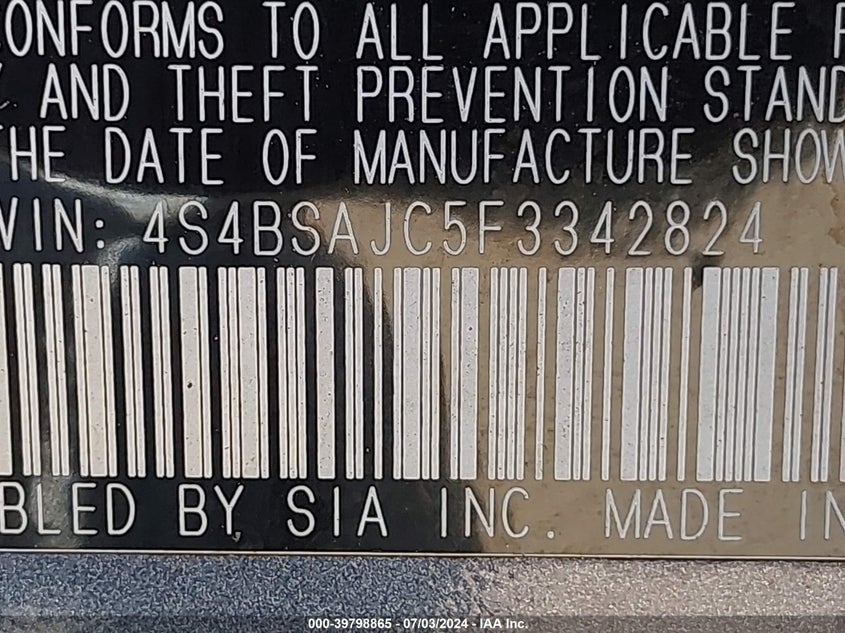 CONFORMS TO ALL APPLICABLE F
Y AND THEFT PREVENTION STAND
THE DATE OF MANUFACTURE SHOW
VIN: 4S4BSAJC5F3342824
BLED BY SIA INC. MADE IN
000-39798865 - 07/03/2024 - IAA Inc.